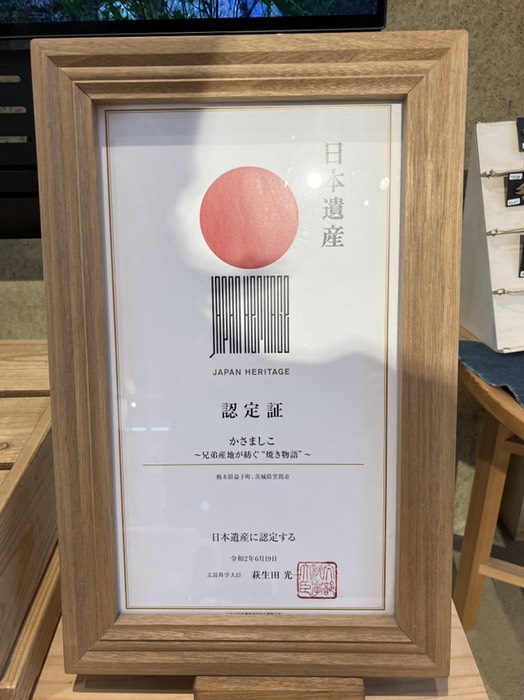 日本遺産
JAPAN HERITAGE
JAPAN HERITAGE
認定証
かさましこ
～兄弟産地が紡ぐ“焼き物語”～
栃木県益子町、茨城県笠間市
日本遺産に認定する
令和2年6月19日
文部科学大臣 萩生田 光一